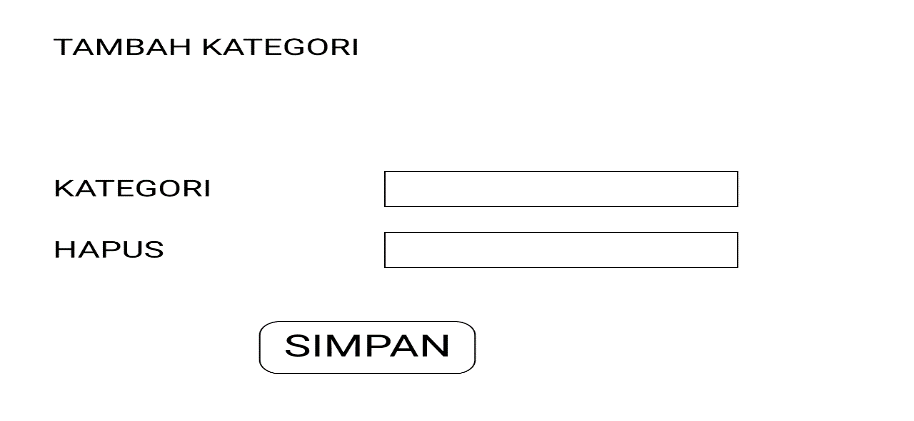 TAMBAH KATEGORI
KATEGORI
HAPUS
SIMPAN